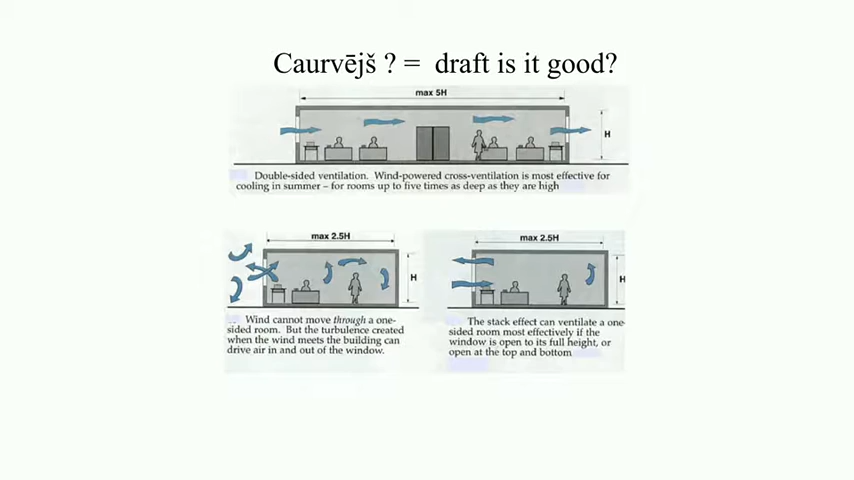 Caurvējš ? = draft is it good?
max 5H
H
Double-sided ventilation. Wind-powered cross-ventilation is most effective for
cooling in summer – for rooms up to five times as deep as they are high
max 2.5H
H
Wind cannot move through a one-
sided room. But the turbulence created
when the wind meets the building can
drive air in and out of the window.
max 2.5H
H
The stack effect can ventilate a one-
sided room most effectively if the
window is open to its full height, or
open at the top and bottom